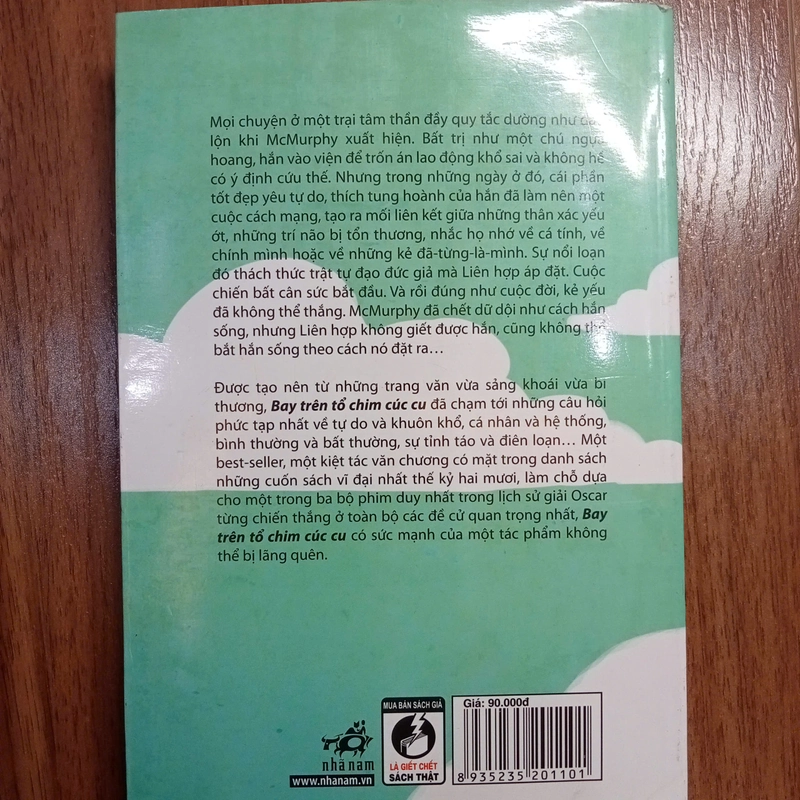 Mọi chuyện ở một trại tâm thần đầy quy tắc dường như
lộn khi McMurphy xuất hiện. Bất trị như một chú ngựa
hoang, hắn vào viện để trốn án lao động khổ sai và không hề
có ý định cứu thế. Nhưng trong những ngày ở đó, cái phần
tốt đẹp yêu tự do, thích tung hoành của hắn đã làm nên một
cuộc cách mạng, tạo ra mối liên kết giữa những thân xác yếu
ớt, những trí não bị tổn thương, nhắc họ nhớ về cá tính, về
chính mình hoặc về những kẻ đã-từng-là-mình. Sự nổi loạn
đó thách thức trật tự đạo đức giả mà Liên hợp áp đặt. Cuộc
chiến bất cân sức bắt đầu. Và rồi đúng như cuộc đời, kẻ yếu
đã không thể thắng. McMurphy đã chết dữ dội như cách hắn
sống, nhưng Liên hợp không giết được hắn, cũng không thể
bắt hắn sống theo cách nó đặt ra…
Được tạo nên từ những trang văn vừa sảng khoái vừa bi
thương, Bay trên tổ chim cúc cu đã chạm tới những câu hỏi
phức tạp nhất về tự do và khuôn khổ, cá nhân và hệ thống,
bình thường và bất thường, sự tỉnh táo và điên loạn… Một
best-seller, một kiệt tác văn chương có mặt trong danh sách
những cuốn sách vĩ đại nhất thế kỷ hai mươi, làm chỗ dựa
cho một trong ba bộ phim duy nhất trong lịch sử giải Oscar
từng chiến thắng ở toàn bộ các đề cử quan trọng nhất, Bay
trên tổ chim cúc cu có sức mạnh của một tác phẩm không
thể bị lãng quên.
nhã nam
www.nhanam.vn
MUA BÁN SÁCH GIẢ
LÀ GIẾT CHẾT
SÁCH THẬT
Giá: 90.000đ
8 935235 201101